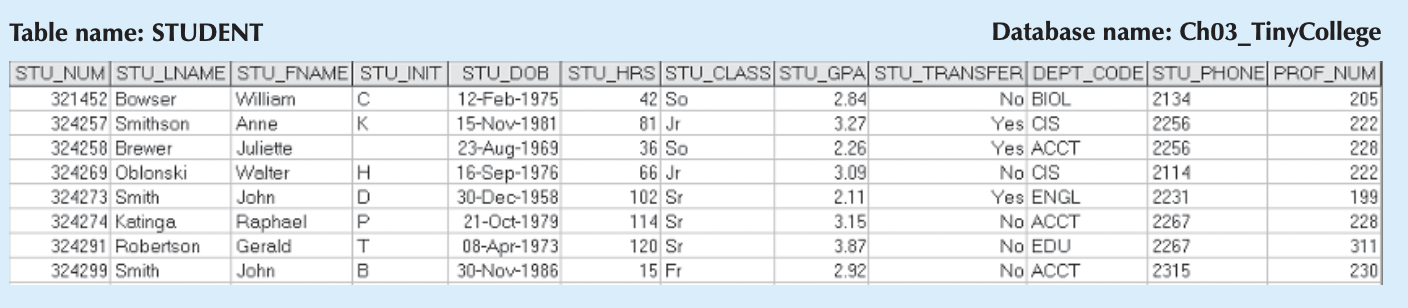 Table name: STUDENT Database name: Ch03_TinyCollege
STU_NUM STU_LNAME STU_FNAME STU_INIT STU_DOB STU_HRS STU_CLASS STU_GPA STU_TRANSFER DEPT_CODE STU_PHONE PROF_NUM
321452 Bowser William C 12-Feb-1975 42 So 2.84 No BIOL 2134 205
324257 Smithson Anne K 15-Nov-1981 81 Jr 3.27 Yes CIS 2256 222
324258 Brewer Juliette 23-Aug-1969 36 So 2.26 Yes ACCT 2256 228
324269 Oblonski Walter H 16-Sep-1976 66 Jr 3.09 No CIS 2114 222
324273 Smith John D 30-Dec-1958 102 Sr 2.11 Yes ENGL 2231 199
324274 Katinga Raphael P 21-Oct-1979 114 Sr 3.15 No ACCT 2267 228
324291 Robertson Gerald T 08-Apr-1973 120 Sr 3.87 No EDU 2267 311
324299 Smith John B 30-Nov-1986 15 Fr 2.92 No ACCT 2315 230